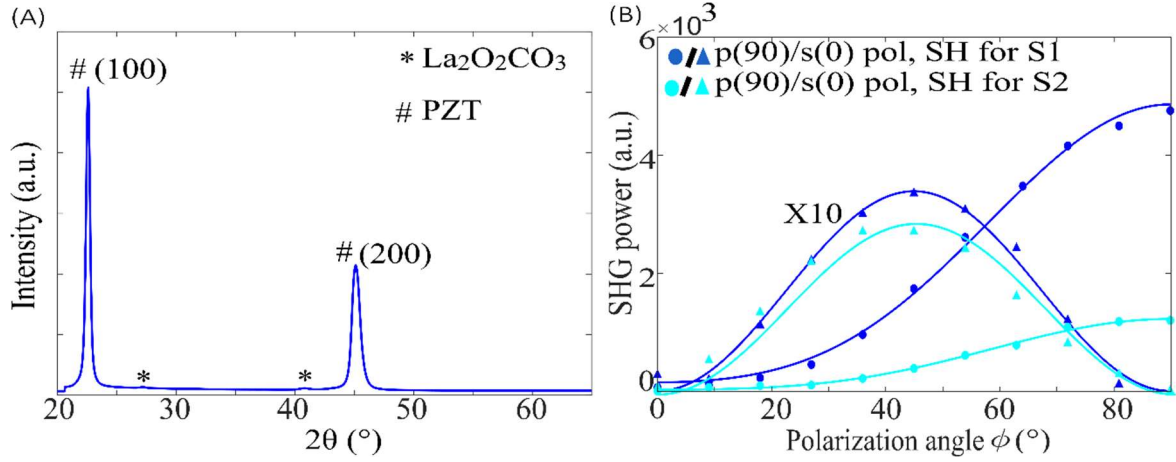 (A)
# (100)
* La₂O₂CO₃
# PZT
# (200)
*
*
Intensity (a.u.)
20 30 40 50 60
2θ (°)
(B)
6×10³
●/▲ p(90)/s(0) pol, SH for S1
●/▲ p(90)/s(0) pol, SH for S2
X10
4
2
0
SHG power (a.u.)
0 20 40 60 80
Polarization angle ϕ (°)